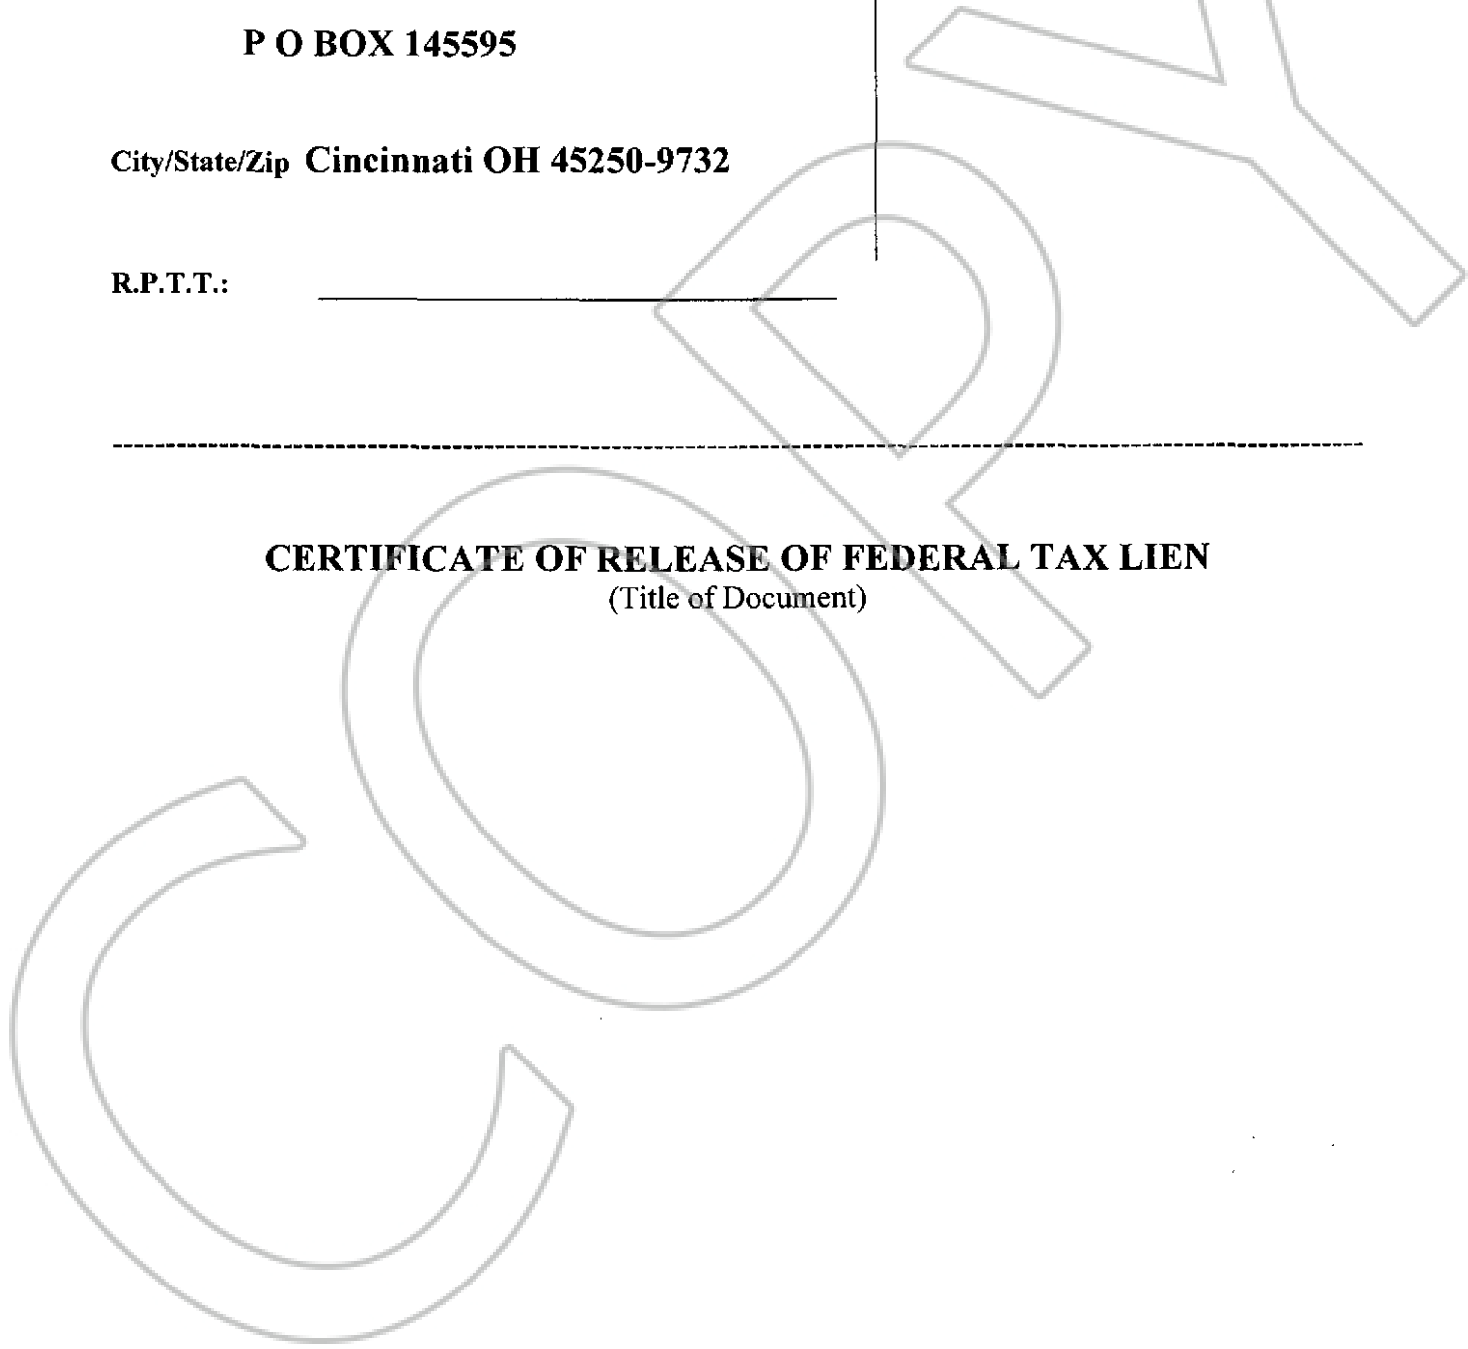 P O BOX 145595
City/State/Zip Cincinnati OH 45250-9732
R.P.T.T.:
CERTIFICATE OF RELEASE OF FEDERAL TAX LIEN
(Title of Document)
COPY